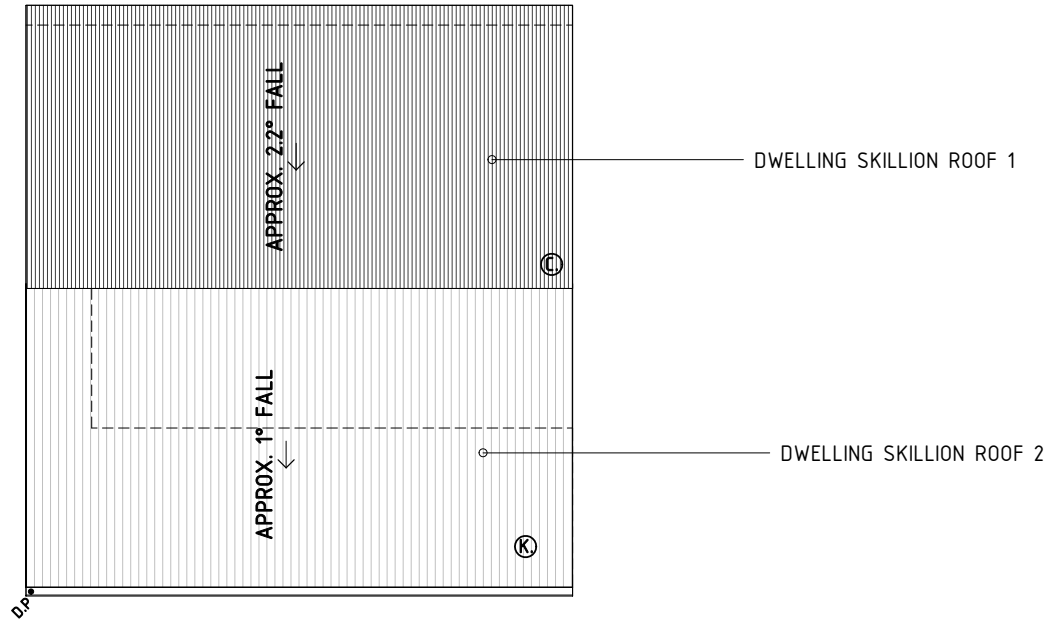 APPROX. 2.2° FALL
DWELLING SKILLION ROOF 1
C.
APPROX. 1° FALL
DWELLING SKILLION ROOF 2
K.
D.P